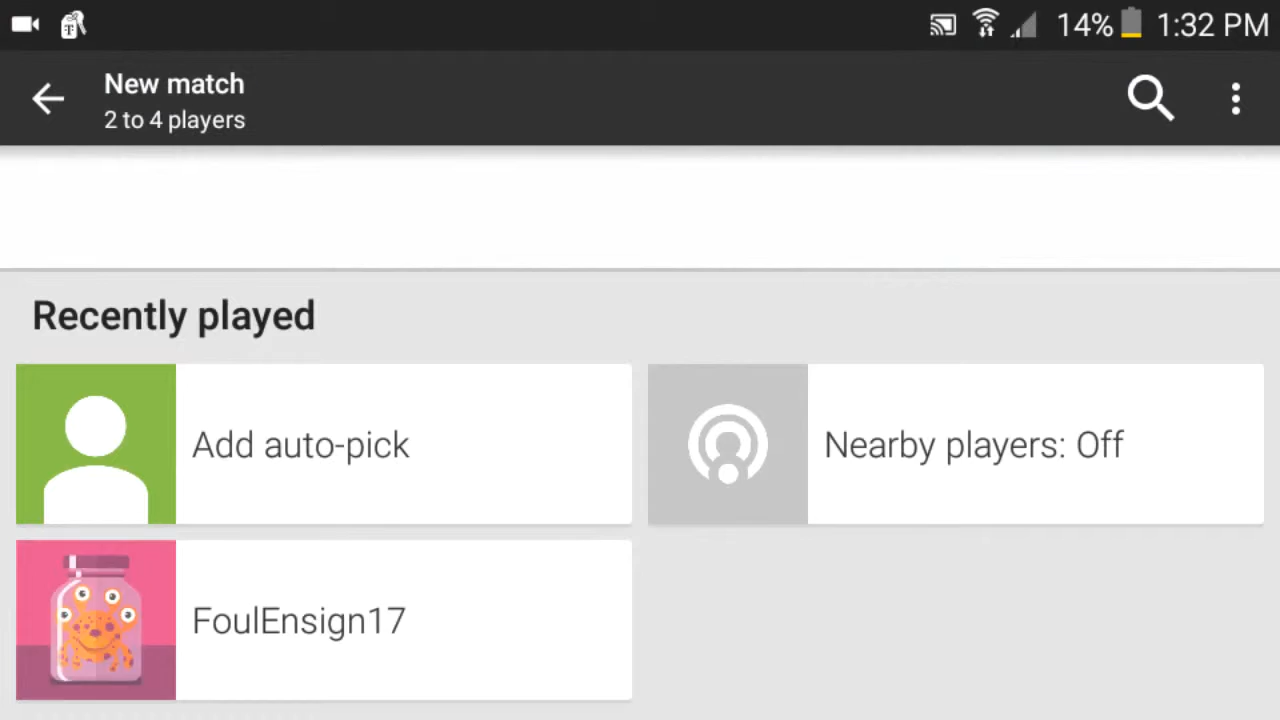 14% 1:32 PM
New match
2 to 4 players
Recently played
Add auto-pick
Nearby players: Off
FoulEnsign17